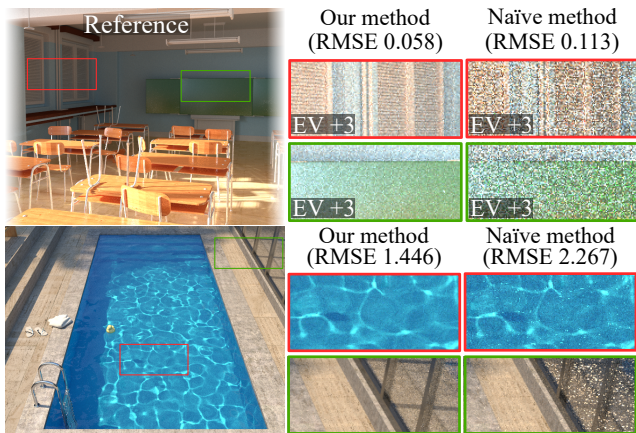 Reference
Our method
(RMSE 0.058)
Naïve method
(RMSE 0.113)
EV +3
EV +3
EV +3
EV +3
Our method
(RMSE 1.446)
Naïve method
(RMSE 2.267)